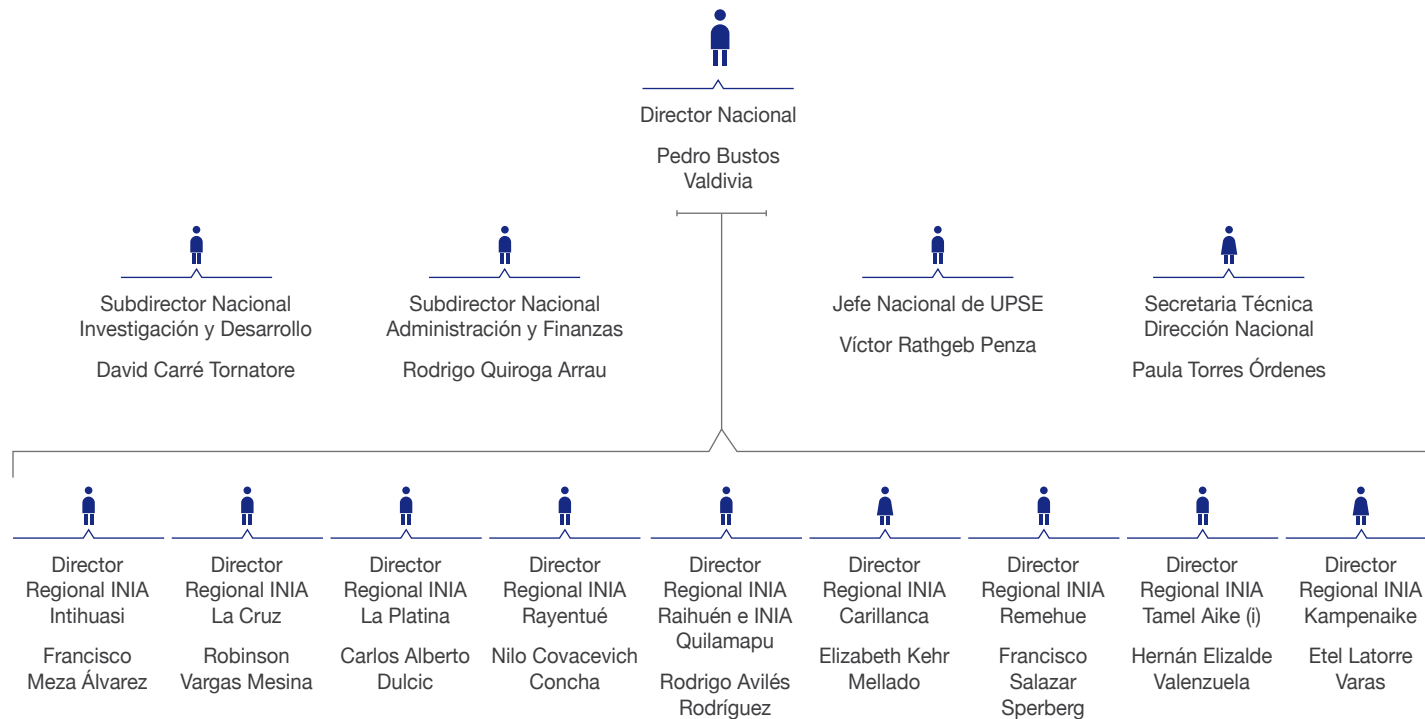 Director Nacional
Pedro Bustos
Valdivia
Subdirector Nacional
Investigación y Desarrollo
David Carré Tornatore
Subdirector Nacional
Administración y Finanzas
Rodrigo Quiroga Arrau
Jefe Nacional de UPSE
Víctor Rathgeb Penza
Secretaria Técnica
Dirección Nacional
Paula Torres Órdenes
Director
Regional INIA
Intihuasi
Francisco
Meza Álvarez
Director
Regional INIA
La Cruz
Robinson
Vargas Mesina
Director
Regional INIA
La Platina
Carlos Alberto
Dulcic
Director
Regional INIA
Rayentué
Nilo Covacevich
Concha
Director
Regional INIA
Raihuén e INIA
Quilamapu
Rodrigo Avilés
Rodríguez
Director
Regional INIA
Carillanca
Elizabeth Kehr
Mellado
Director
Regional INIA
Remehue
Francisco
Salazar
Sperberg
Director
Regional INIA
Tamel Aike (i)
Hernán Elizalde
Valenzuela
Director
Regional INIA
Kampenaike
Etel Latorre
Varas